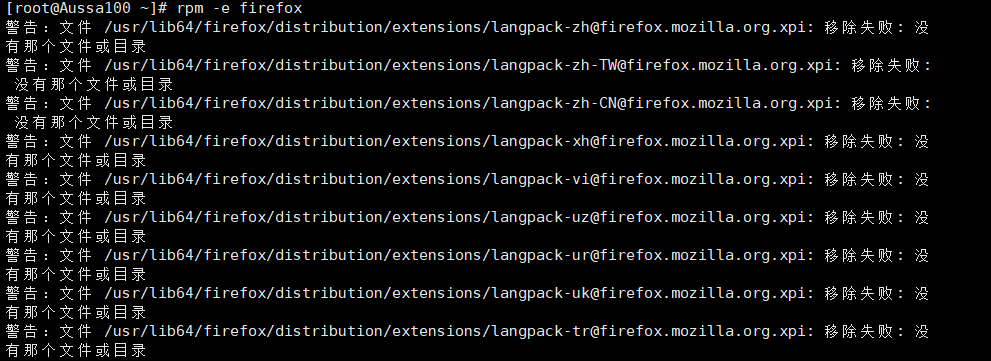 [root@Aussa100 ~]# rpm -e firefox
警告：文件 /usr/lib64/firefox/distribution/extensions/langpack-zh@firefox.mozilla.org.xpi: 移除失败: 没
有那个文件或目录
警告：文件 /usr/lib64/firefox/distribution/extensions/langpack-zh-TW@firefox.mozilla.org.xpi: 移除失败:
没有那个文件或目录
警告：文件 /usr/lib64/firefox/distribution/extensions/langpack-zh-CN@firefox.mozilla.org.xpi: 移除失败:
没有那个文件或目录
警告：文件 /usr/lib64/firefox/distribution/extensions/langpack-xh@firefox.mozilla.org.xpi: 移除失败: 没
有那个文件或目录
警告：文件 /usr/lib64/firefox/distribution/extensions/langpack-vi@firefox.mozilla.org.xpi: 移除失败: 没
有那个文件或目录
警告：文件 /usr/lib64/firefox/distribution/extensions/langpack-uz@firefox.mozilla.org.xpi: 移除失败: 没
有那个文件或目录
警告：文件 /usr/lib64/firefox/distribution/extensions/langpack-ur@firefox.mozilla.org.xpi: 移除失败: 没
有那个文件或目录
警告：文件 /usr/lib64/firefox/distribution/extensions/langpack-uk@firefox.mozilla.org.xpi: 移除失败: 没
有那个文件或目录
警告：文件 /usr/lib64/firefox/distribution/extensions/langpack-tr@firefox.mozilla.org.xpi: 移除失败: 没
有那个文件或目录